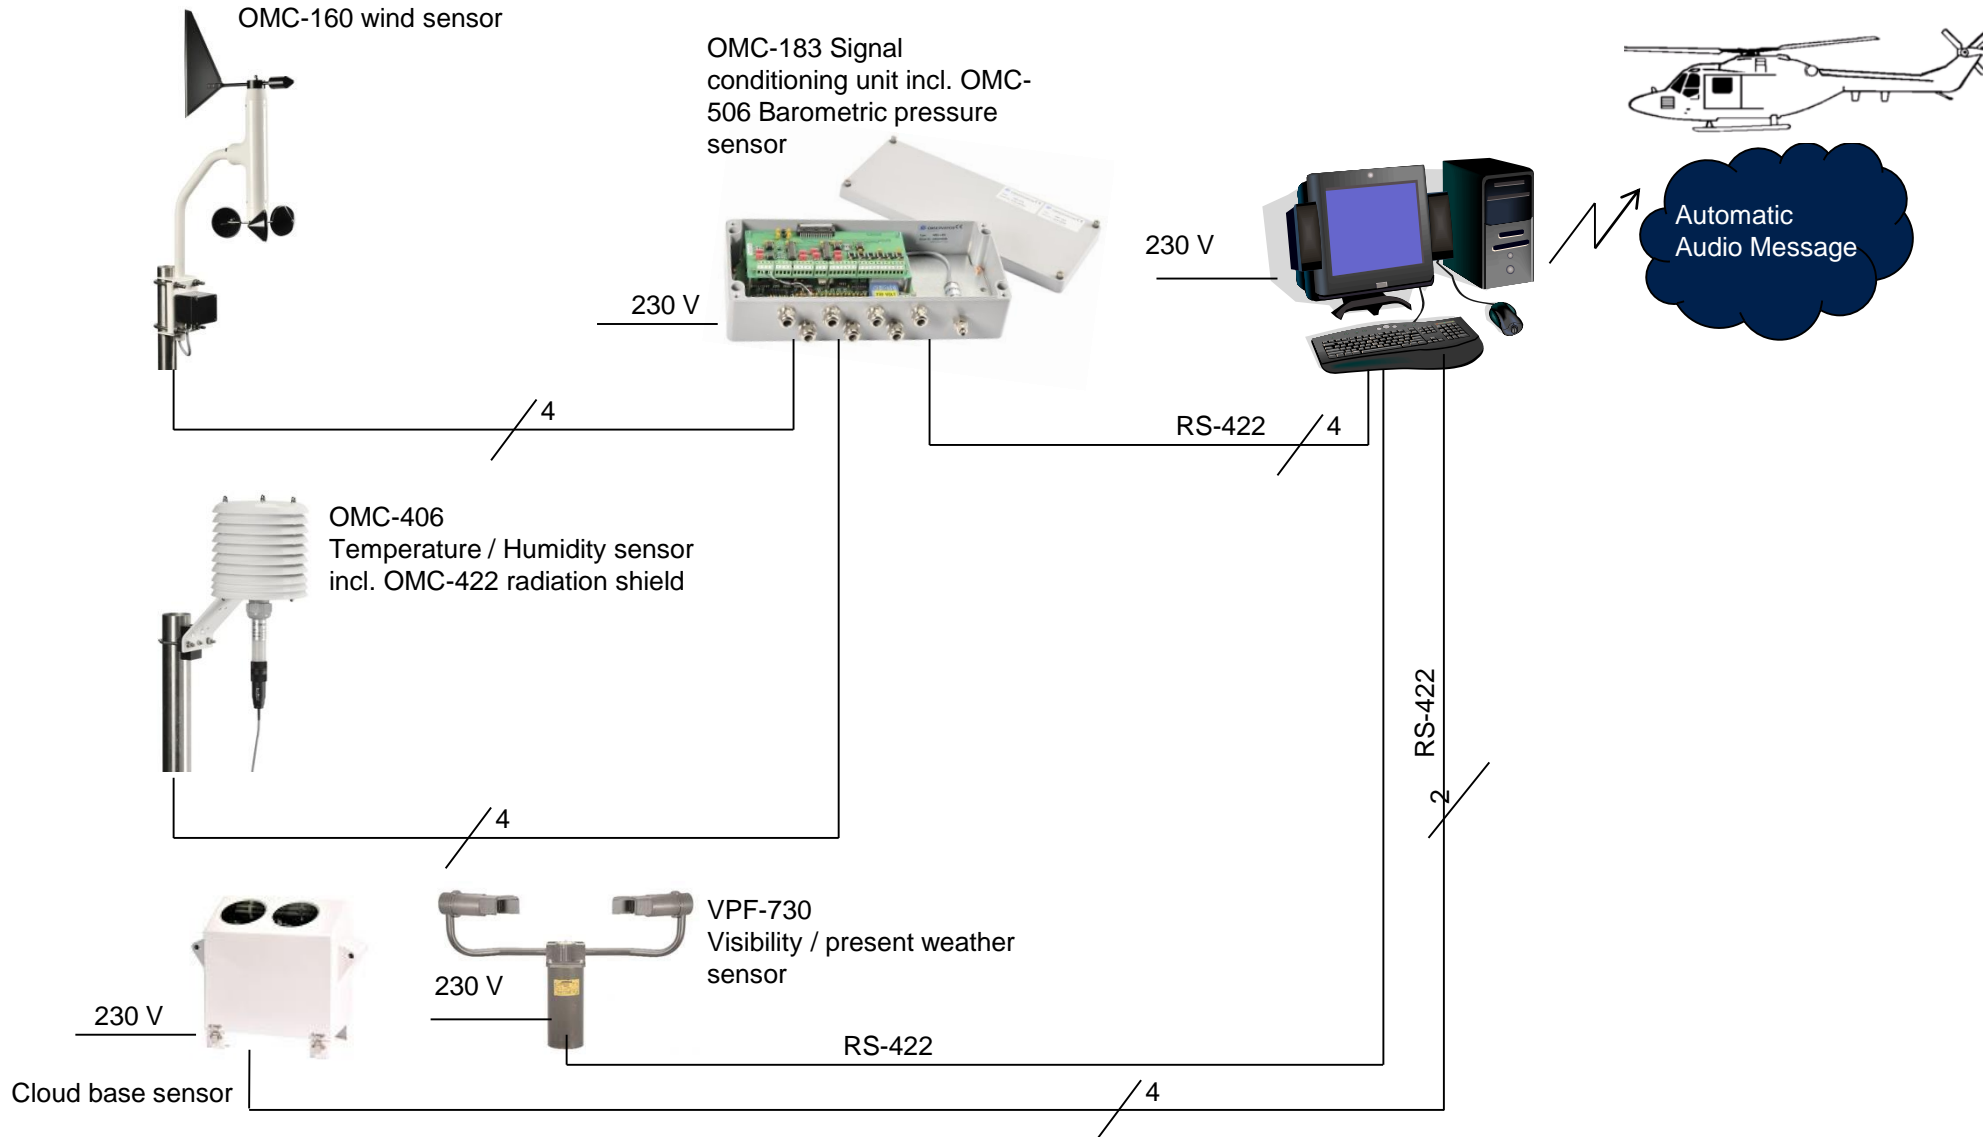 OMC-160 wind sensor
OMC-183 Signal
conditioning unit incl. OMC-
506 Barometric pressure
sensor
Automatic
Audio Message
230 V
230 V
4
RS-422
4
OMC-406
Temperature / Humidity sensor
incl. OMC-422 radiation shield
RS-422
2
4
VPF-730
Visibility / present weather
sensor
230 V
230 V
RS-422
Cloud base sensor
4